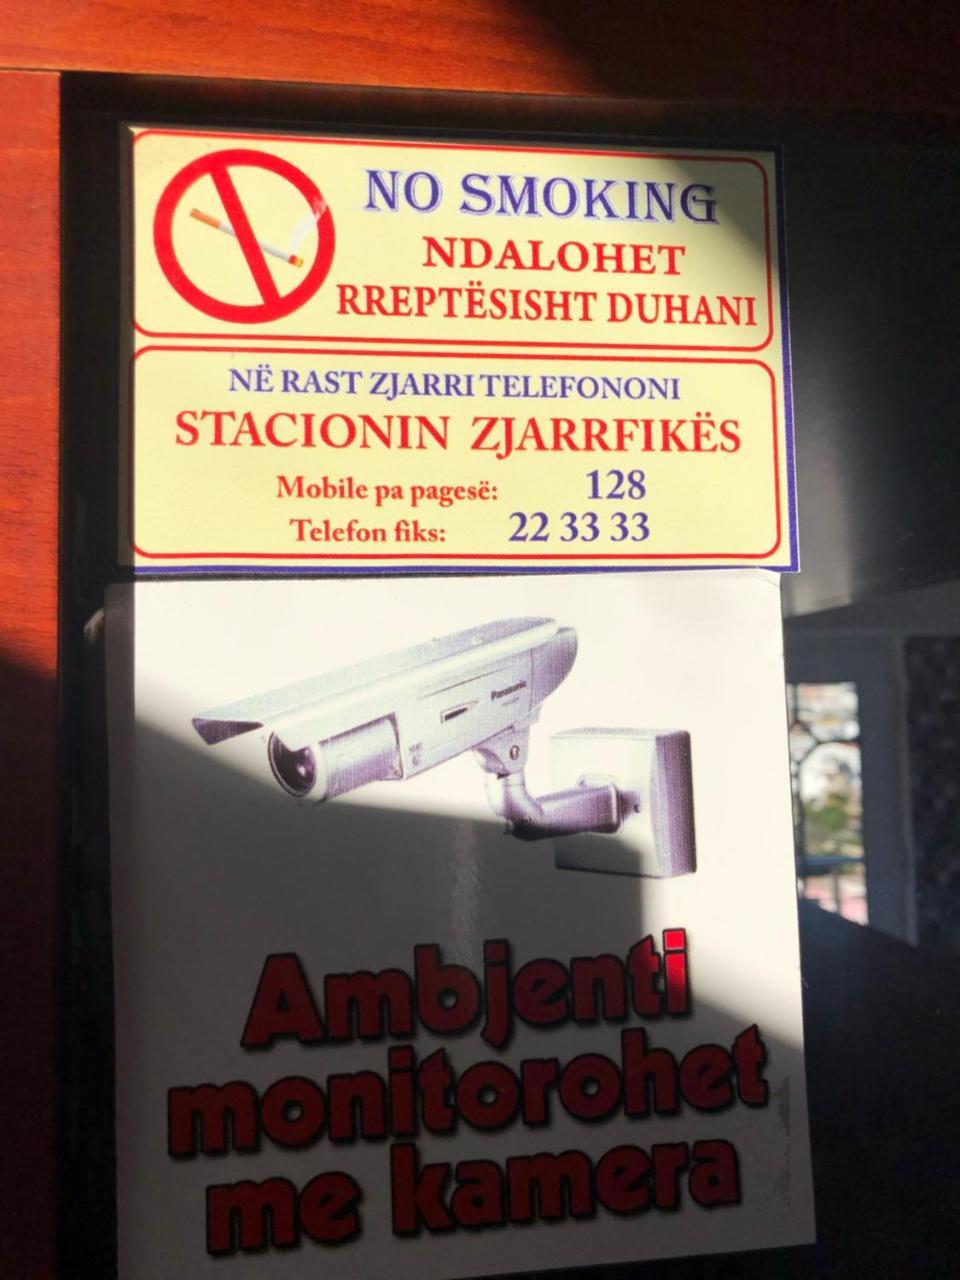 NO SMOKING
NDALOHET
RREPTËSISHT DUHANI
NË RAST ZJARRI TELEFONONI
STACIONIN ZJARRFIKËS
Mobile pa pagesë: 128
Telefon fiks: 22 33 33
Panasonic
Ambjenti
monitorohet
me kamera